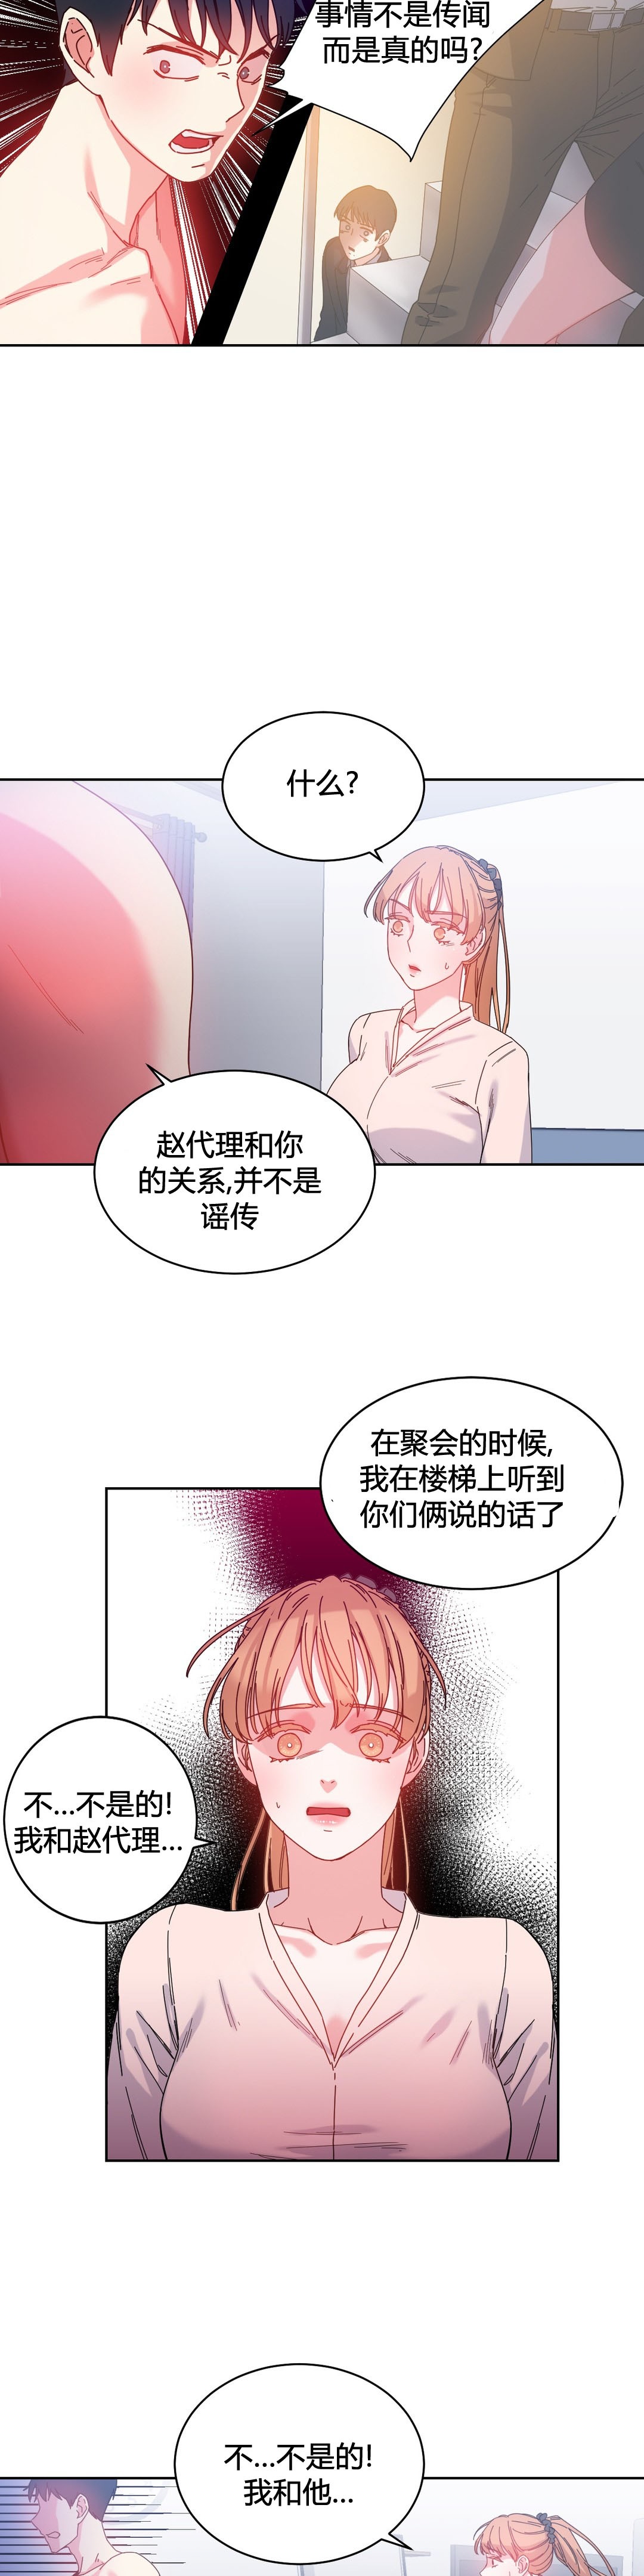 事情不是传闻
而是真的吗?
什么?
赵代理和你
的关系,并不是
谣传
在聚会的时候,
我在楼梯上听到
你们俩说的话了
不...不是的!
我和赵代理...
不...不是的!
我和他...